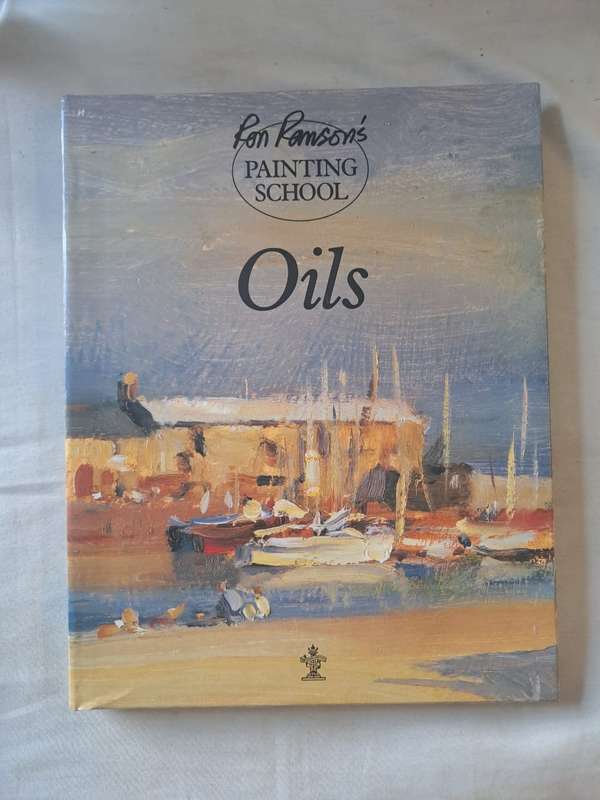 Ron Ranson's
PAINTING
SCHOOL
Oils